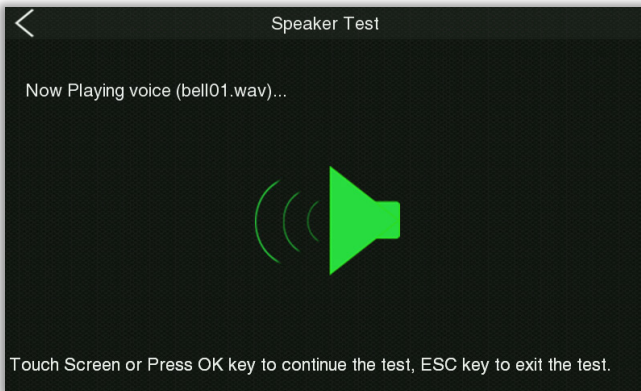 Speaker Test
Now Playing voice (bell01.wav)...
Touch Screen or Press OK key to continue the test, ESC key to exit the test.